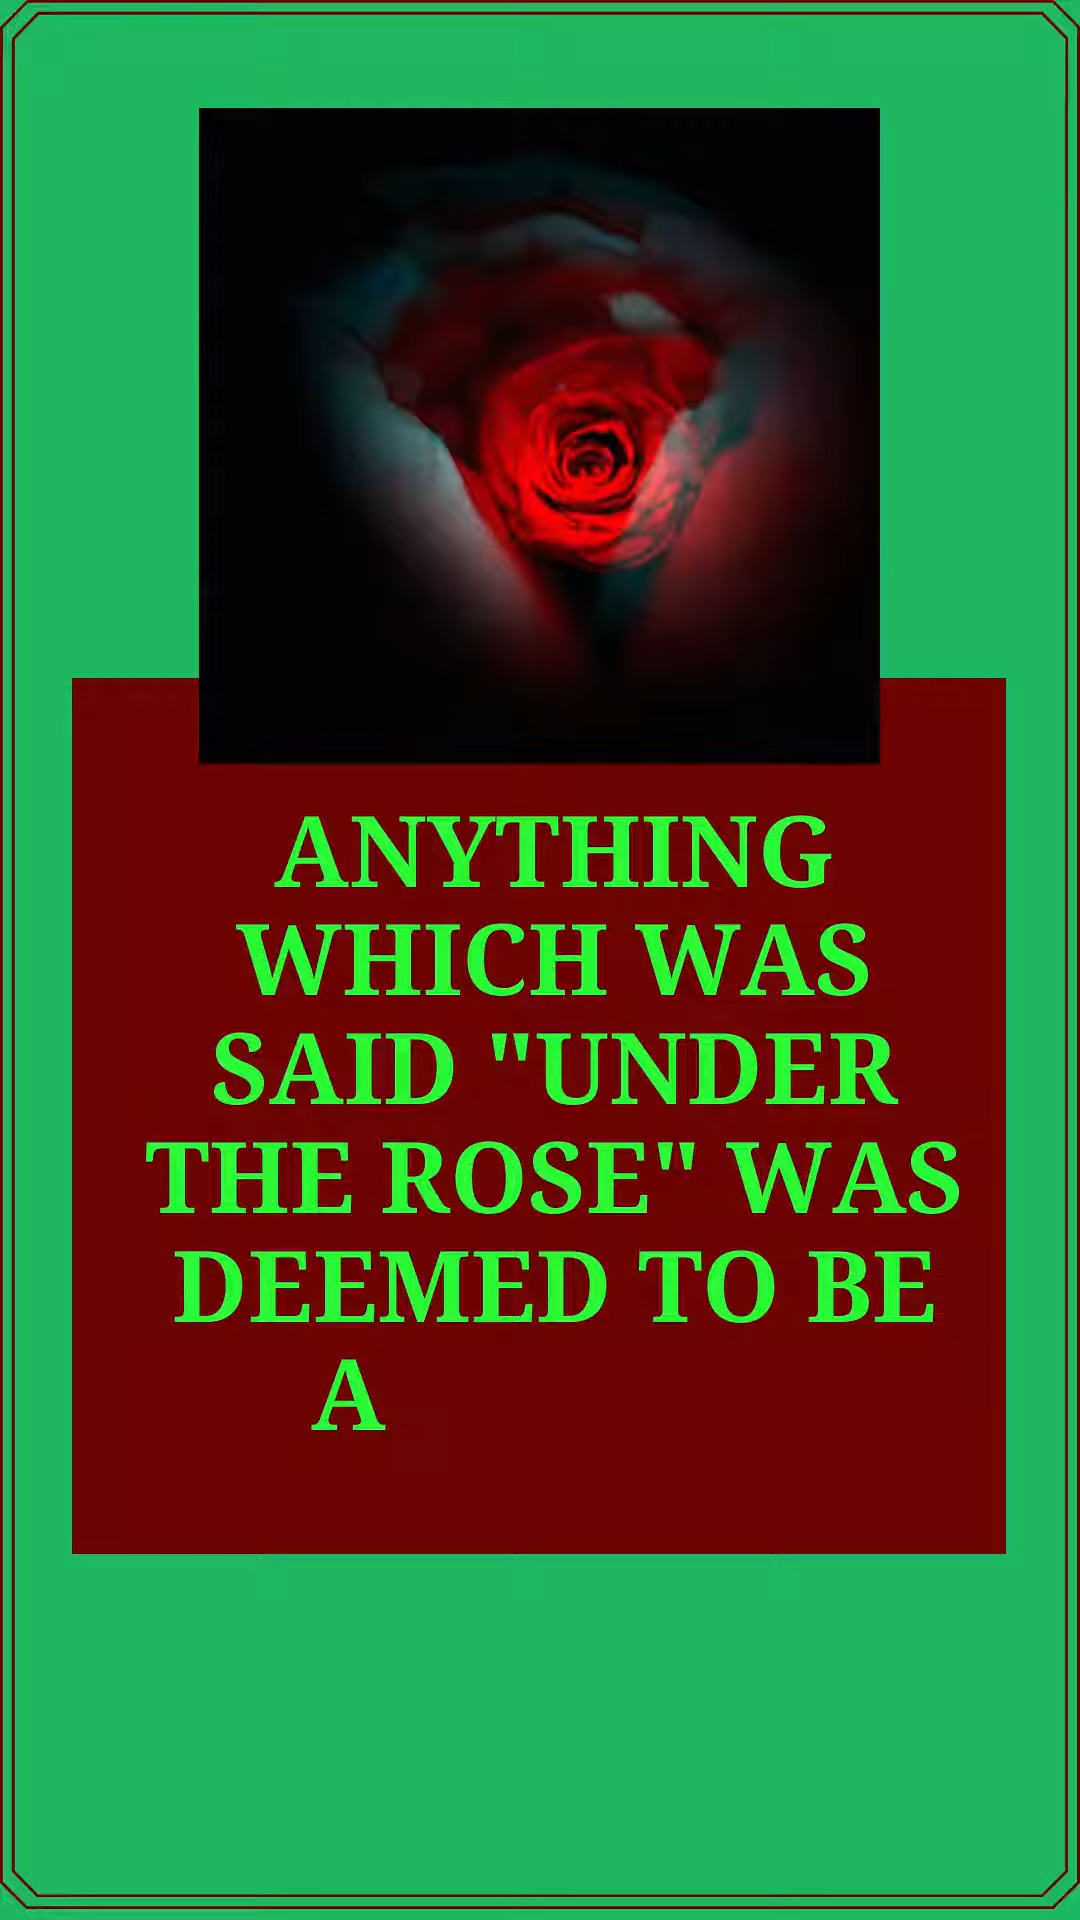 ANYTHING
WHICH WAS
SAID "UNDER
THE ROSE" WAS
DEEMED TO BE
A